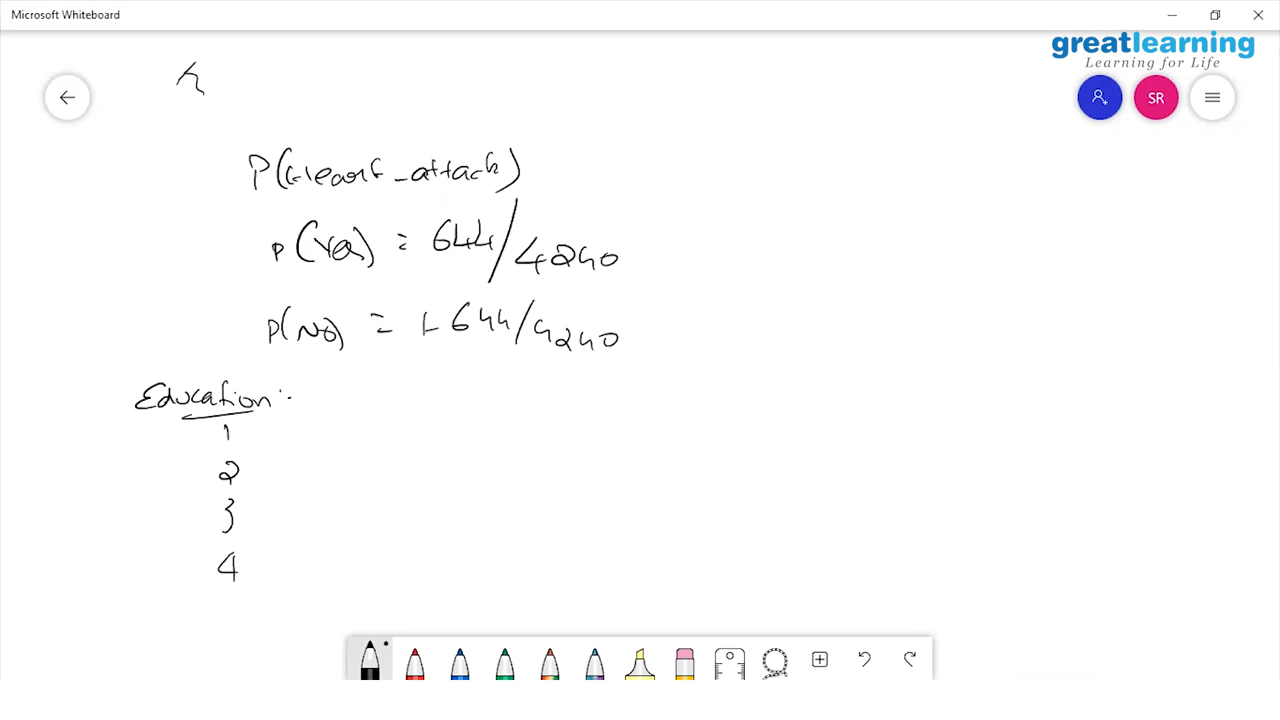 Microsoft Whiteboard
greatlearning
Learning for Life
SR
h
P(Heart_attack)
P(Yes) = 644/4240
P(No) = 1-644/4240
Education:-
1
2
3
4